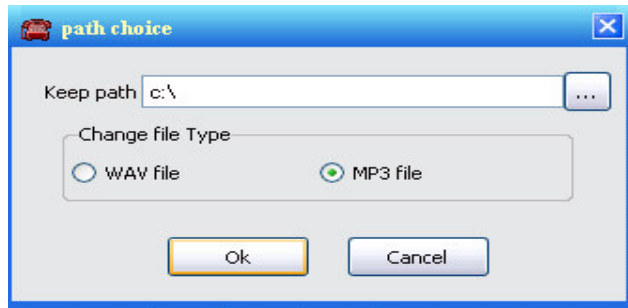 path choice
Keep path c:\ ...
Change file Type
WAV file MP3 file
Ok Cancel